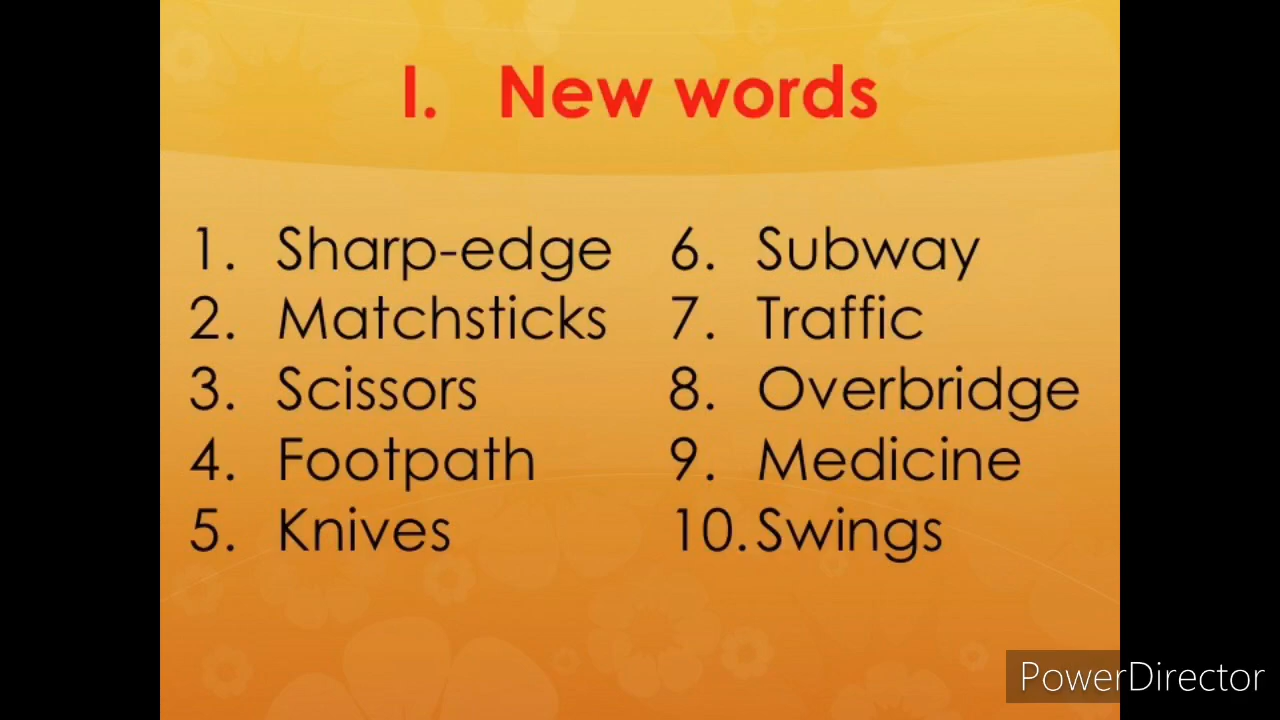 I. New words
1. Sharp-edge
2. Matchsticks
3. Scissors
4. Footpath
5. Knives
6. Subway
7. Traffic
8. Overbridge
9. Medicine
10. Swings
PowerDirector